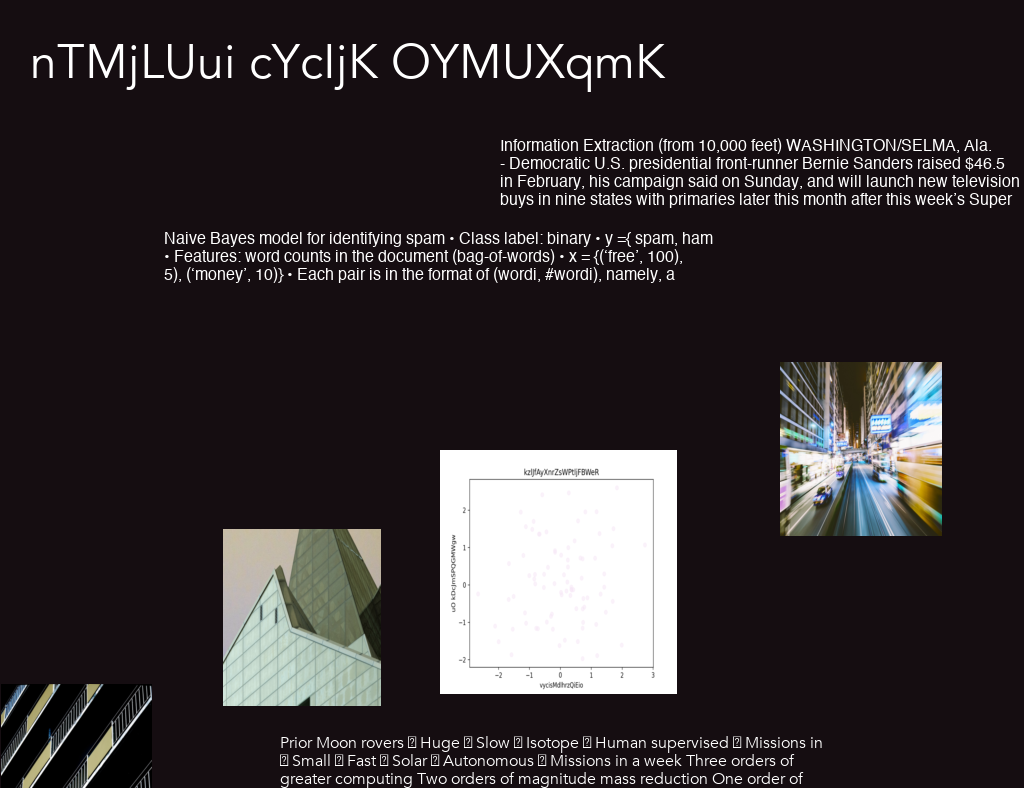 nTMjLUui cYcIjK OYMUXqmK
Information Extraction (from 10,000 feet) WASHINGTON/SELMA, Ala.
- Democratic U.S. presidential front-runner Bernie Sanders raised $46.5
in February, his campaign said on Sunday, and will launch new television
buys in nine states with primaries later this month after this week’s Super
Naive Bayes model for identifying spam • Class label: binary • y ={ spam, ham
• Features: word counts in the document (bag-of-words) • x = {(‘free’, 100),
5), (‘money’, 10)} • Each pair is in the format of (wordi, #wordi), namely, a
2
1
0
−1
−2
−2 −1 0 1 2 3
Prior Moon rovers Huge Slow Isotope Human supervised Missions in
Small Fast Solar Autonomous Missions in a week Three orders of
greater computing Two orders of magnitude mass reduction One order of